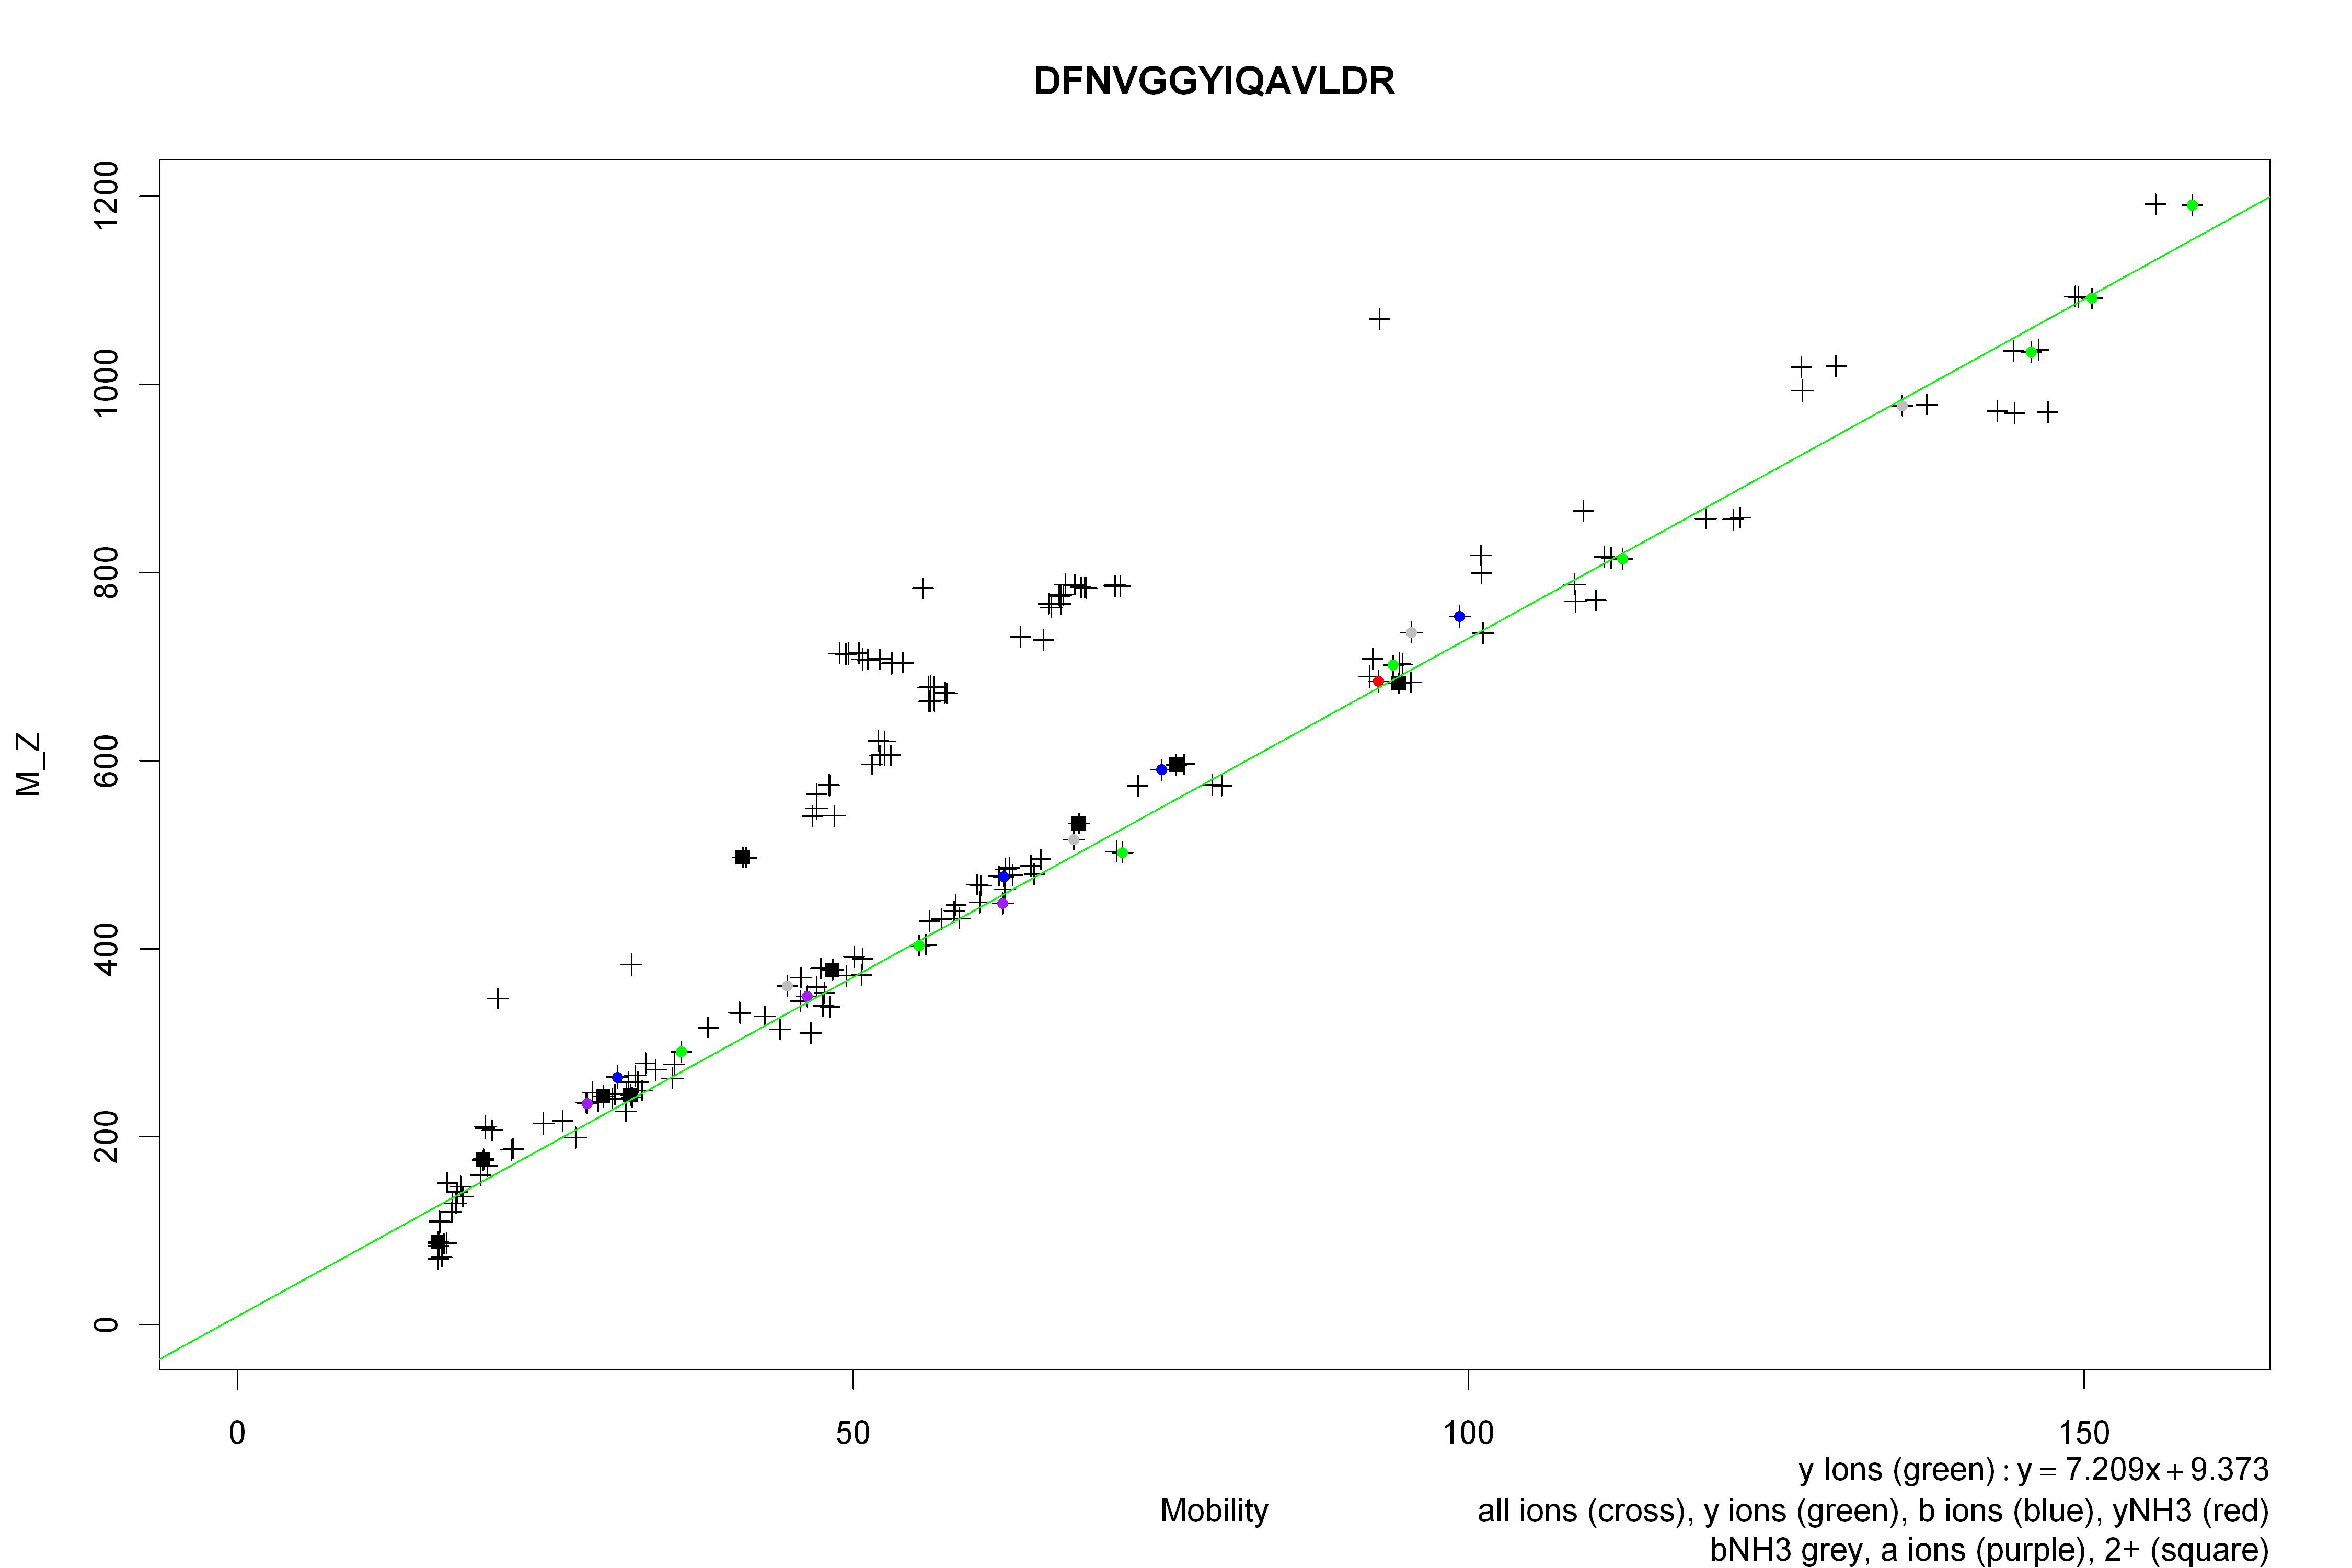 DFNVGGYIQAVLDR
1200
1000
800
600
400
200
0
M_Z
0 50 100 150
y Ions (green) : y = 7.209x + 9.373
Mobility
all ions (cross), y ions (green), b ions (blue), yNH3 (red)
bNH3 grey, a ions (purple), 2+ (square)